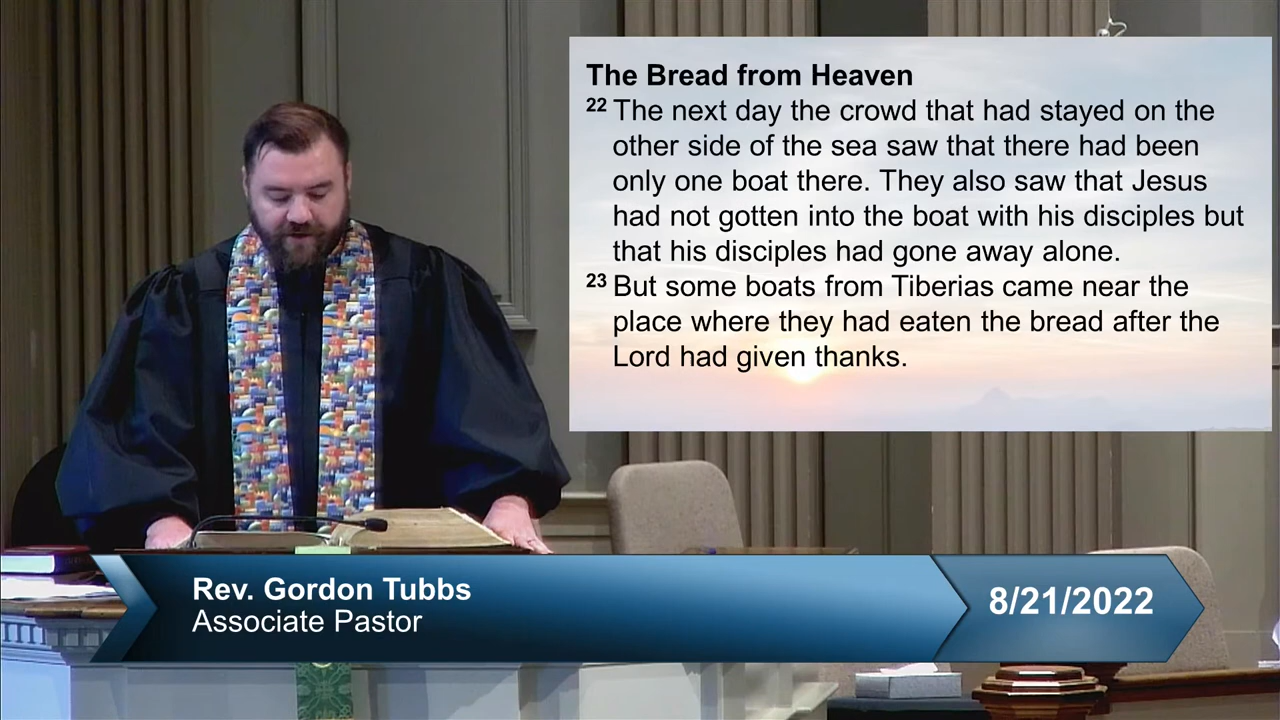 The Bread from Heaven
22 The next day the crowd that had stayed on the
other side of the sea saw that there had been
only one boat there. They also saw that Jesus
had not gotten into the boat with his disciples but
that his disciples had gone away alone.
23 But some boats from Tiberias came near the
place where they had eaten the bread after the
Lord had given thanks.
Rev. Gordon Tubbs
Associate Pastor
8/21/2022